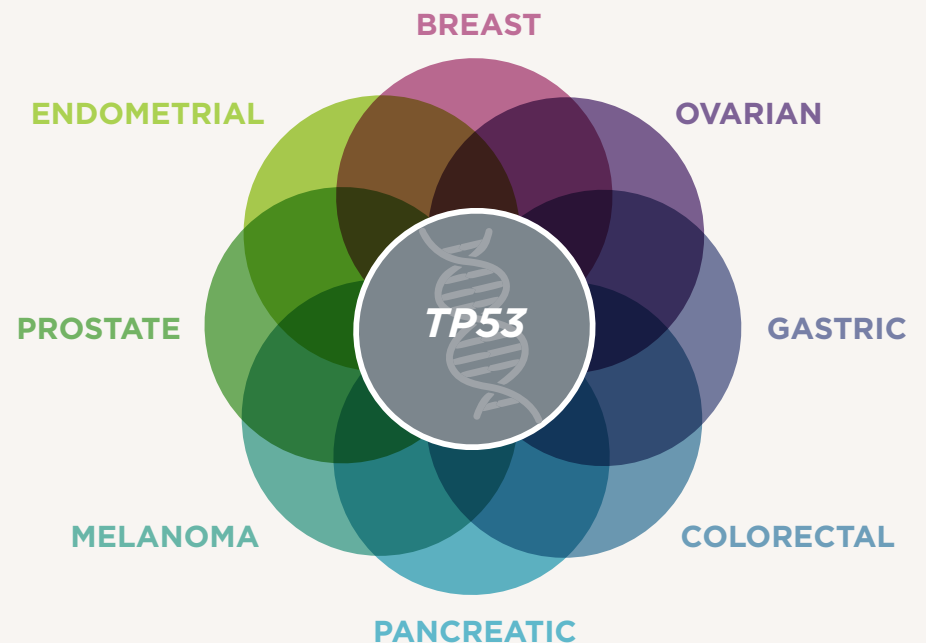 BREAST
ENDOMETRIAL
OVARIAN
TP53
PROSTATE
GASTRIC
MELANOMA
COLORECTAL
PANCREATIC